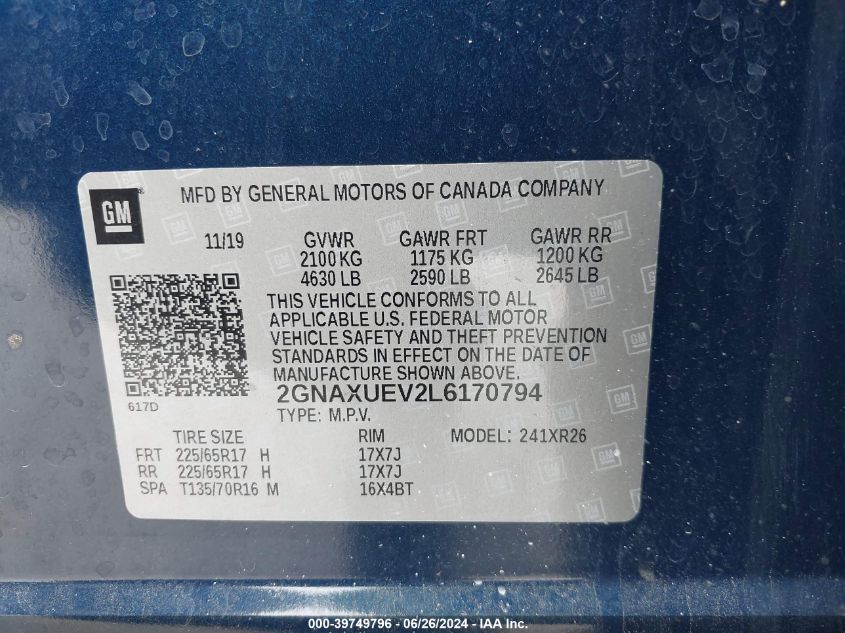 GM
MFD BY GENERAL MOTORS OF CANADA COMPANY
11/19 GVWR GAWR FRT GAWR RR
2100 KG 1175 KG 1200 KG
4630 LB 2590 LB 2645 LB
THIS VEHICLE CONFORMS TO ALL
APPLICABLE U.S. FEDERAL MOTOR
VEHICLE SAFETY AND THEFT PREVENTION
STANDARDS IN EFFECT ON THE DATE OF
MANUFACTURE SHOWN ABOVE.
617D 2GNAXUEV2L6170794
TYPE: M.P.V.
TIRE SIZE RIM MODEL: 241XR26
FRT 225/65R17 H 17X7J
RR 225/65R17 H 17X7J
SPA T135/70R16 M 16X4BT
000-39749796 - 06/26/2024 - IAA Inc.